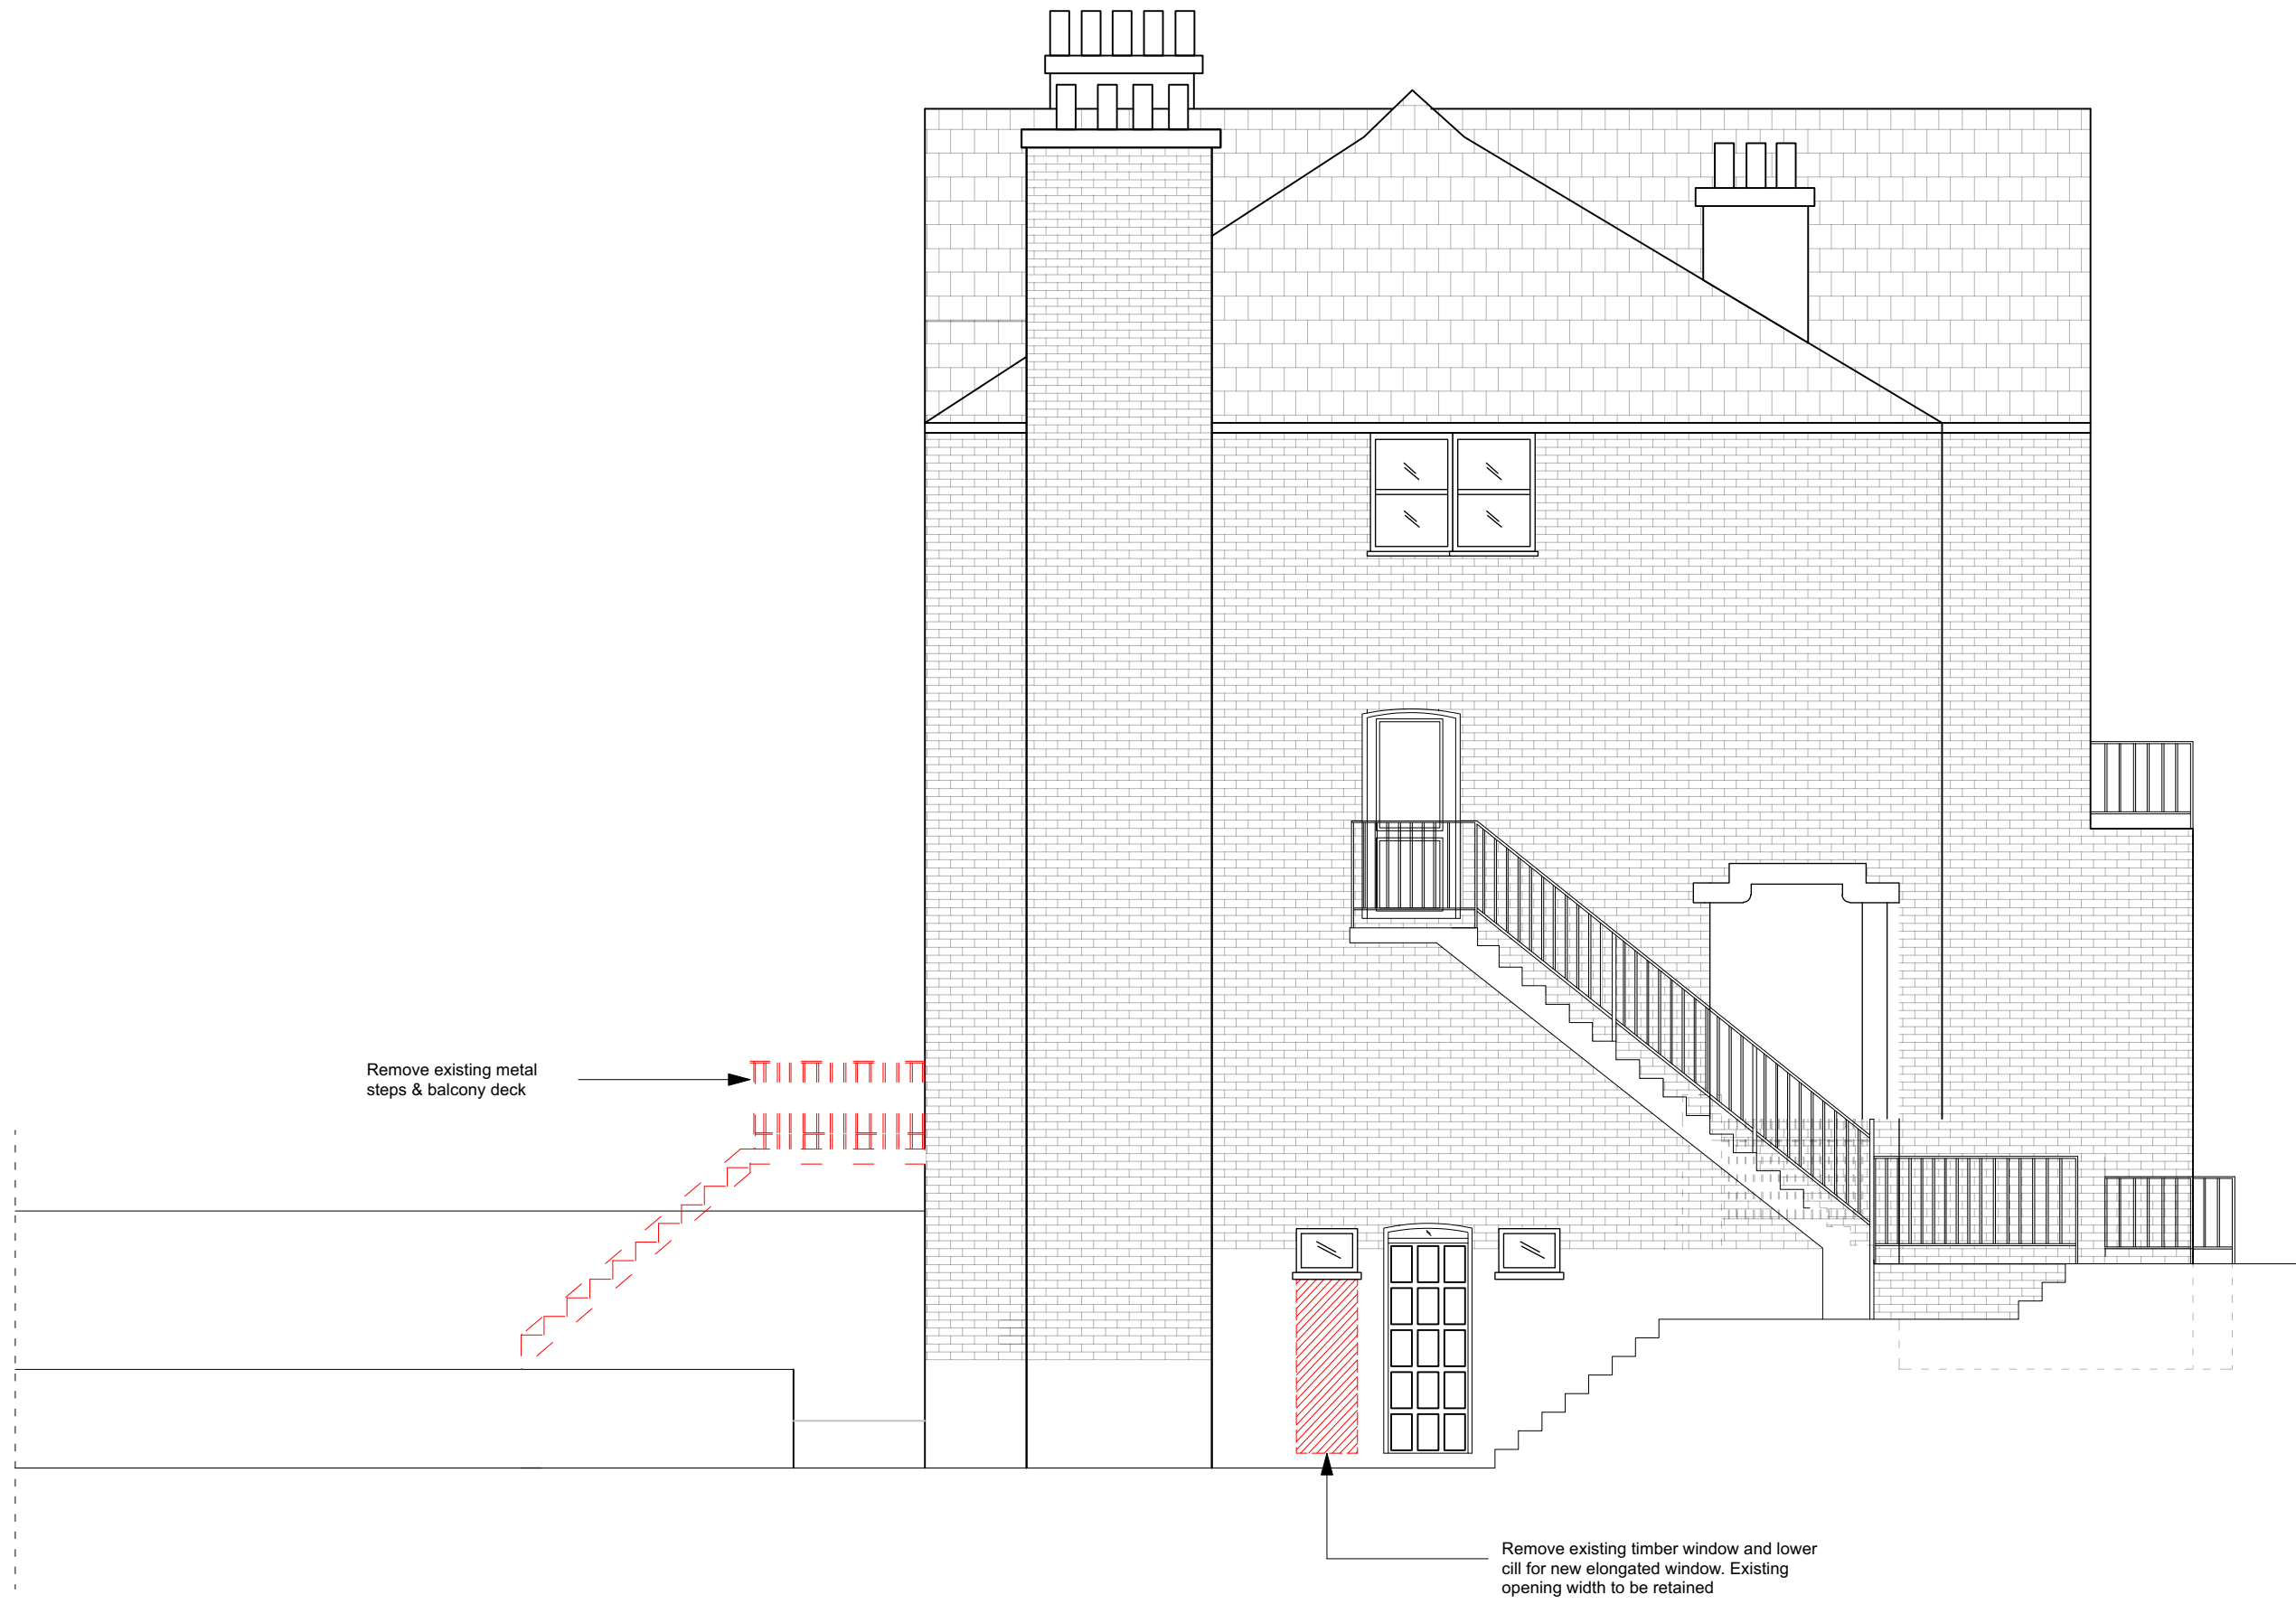 Remove existing metal
steps & balcony deck
Remove existing timber window and lower
cill for new elongated window. Existing
opening width to be retained